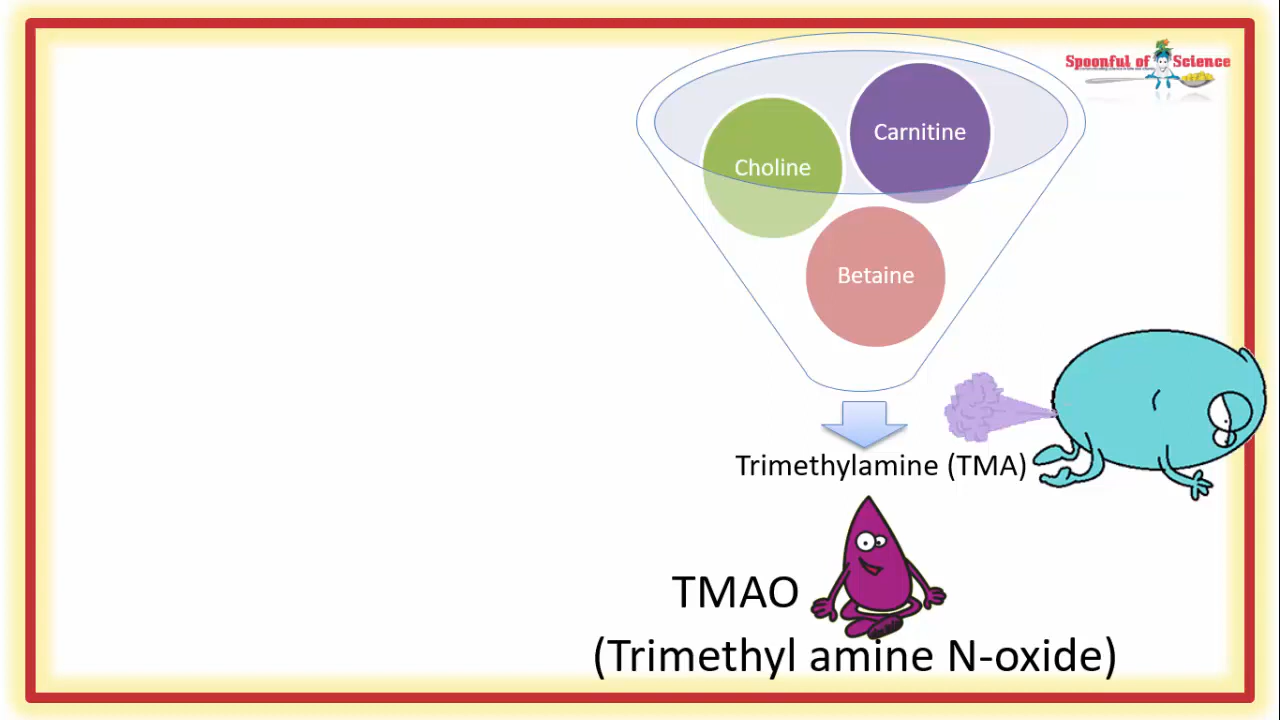 Spoonful of Science
Carnitine
Choline
Betaine
Trimethylamine (TMA)
TMAO
(Trimethyl amine N-oxide)